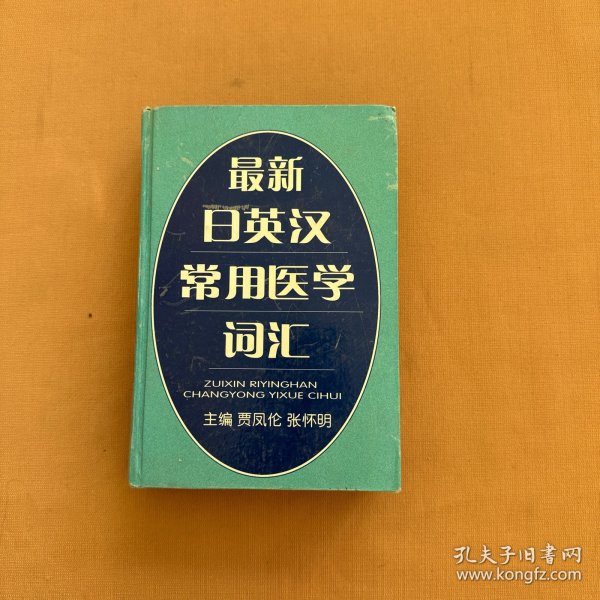 最新
日英汉
常用医学
词汇
ZUIXIN RIYINGHAN
CHANGYONG YIXUE CIHUI
主编 贾凤伦 张怀明
孔夫子旧书网
www.kongfz.com